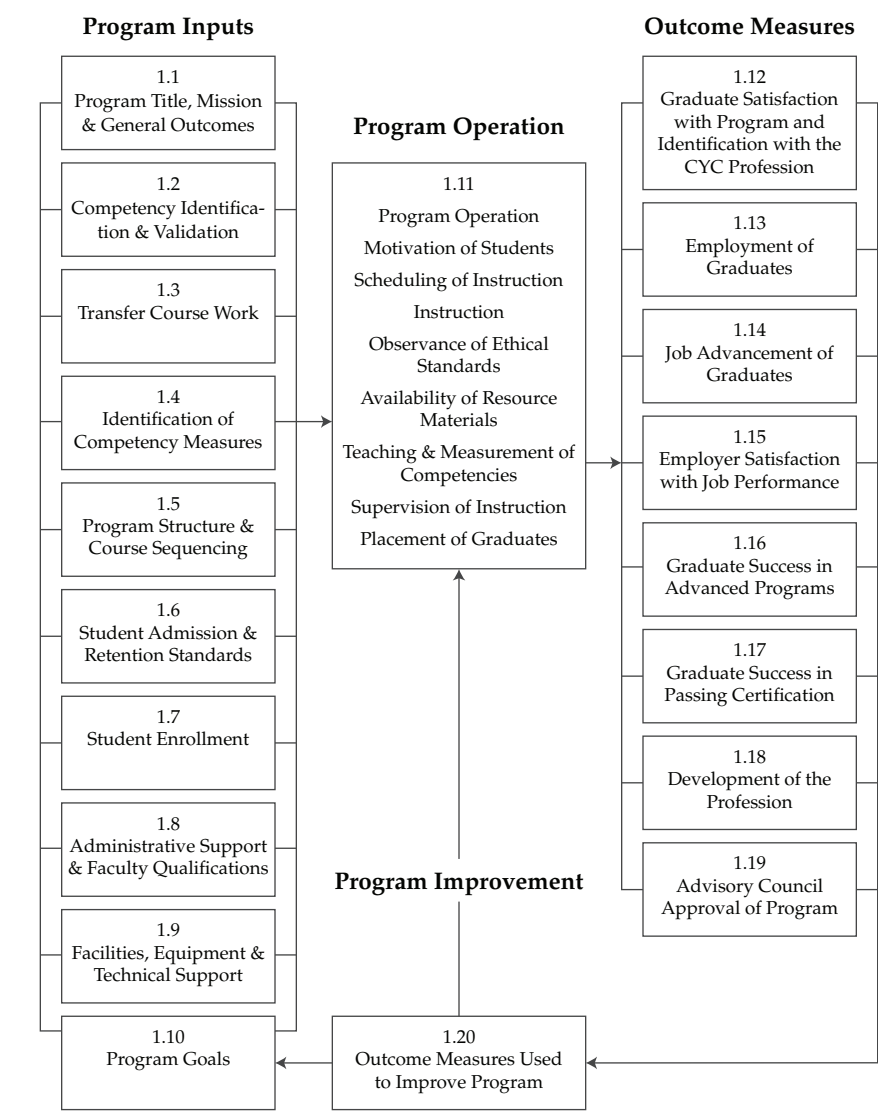 Program Inputs
1.1
Program Title, Mission
& General Outcomes
1.2
Competency Identifica-
tion & Validation
1.3
Transfer Course Work
1.4
Identification of
Competency Measures
1.5
Program Structure &
Course Sequencing
1.6
Student Admission &
Retention Standards
1.7
Student Enrollment
1.8
Administrative Support
& Faculty Qualifications
1.9
Facilities, Equipment &
Technical Support
1.10
Program Goals
Program Operation
1.11
Program Operation
Motivation of Students
Scheduling of Instruction
Instruction
Observance of Ethical
Standards
Availability of Resource
Materials
Teaching & Measurement of
Competencies
Supervision of Instruction
Placement of Graduates
Program Improvement
1.20
Outcome Measures Used
to Improve Program
Outcome Measures
1.12
Graduate Satisfaction
with Program and
Identification with the
CYC Profession
1.13
Employment of
Graduates
1.14
Job Advancement of
Graduates
1.15
Employer Satisfaction
with Job Performance
1.16
Graduate Success in
Advanced Programs
1.17
Graduate Success in
Passing Certification
1.18
Development of the
Profession
1.19
Advisory Council
Approval of Program